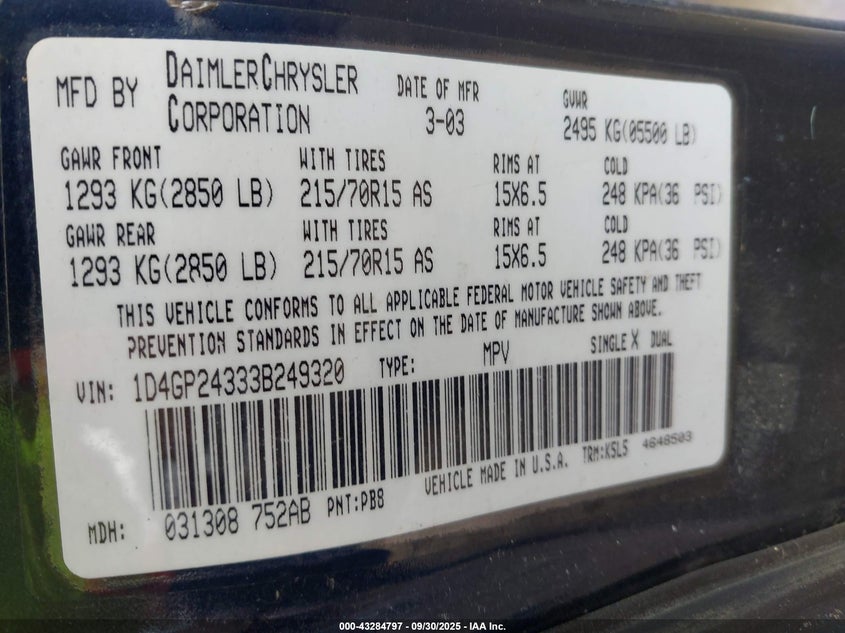 MFD BY DAIMLERCHRYSLER CORPORATION DATE OF MFR 3-03 GVWR 2495 KG(05500 LB)
GAWR FRONT WITH TIRES RIMS AT COLD
1293 KG(2850 LB) 215/70R15 AS 15X6.5 248 KPA(36 PSI)
GAWR REAR WITH TIRES RIMS AT COLD
1293 KG(2850 LB) 215/70R15 AS 15X6.5 248 KPA(36 PSI)
THIS VEHICLE CONFORMS TO ALL APPLICABLE FEDERAL MOTOR VEHICLE SAFETY AND THEFT
PREVENTION STANDARDS IN EFFECT ON THE DATE OF MANUFACTURE SHOWN ABOVE.
VIN: 1D4GP24333B249320 TYPE: MPV SINGLE X DUAL
MDH: 031308 752AB PNT:PB8 VEHICLE MADE IN U.S.A. TRM:K5L5 4648503
000-43284797 - 09/30/2025 - IAA Inc.